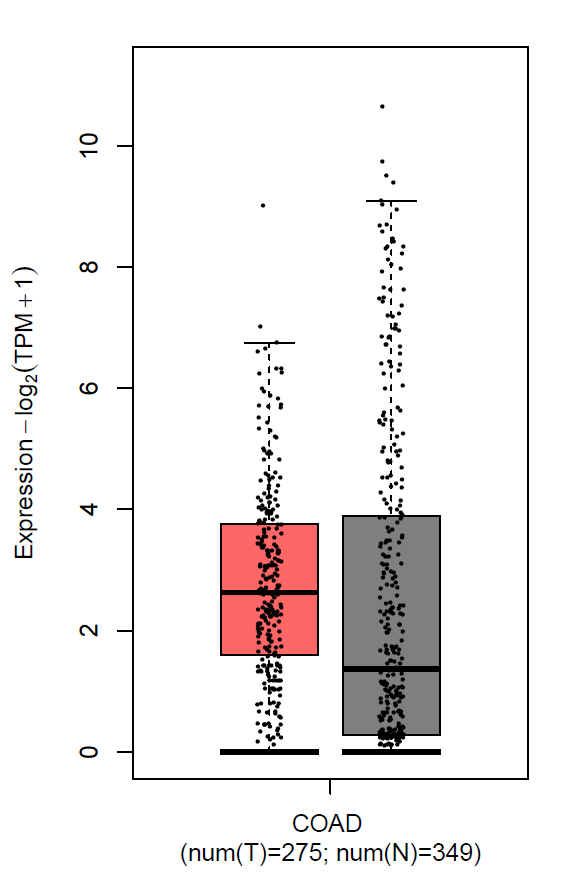 Expression − log₂(TPM + 1)
10
8
6
4
2
0
COAD
(num(T)=275; num(N)=349)